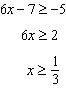 6x − 7 ≥ −5
6x ≥ 2
x ≥ 1/3